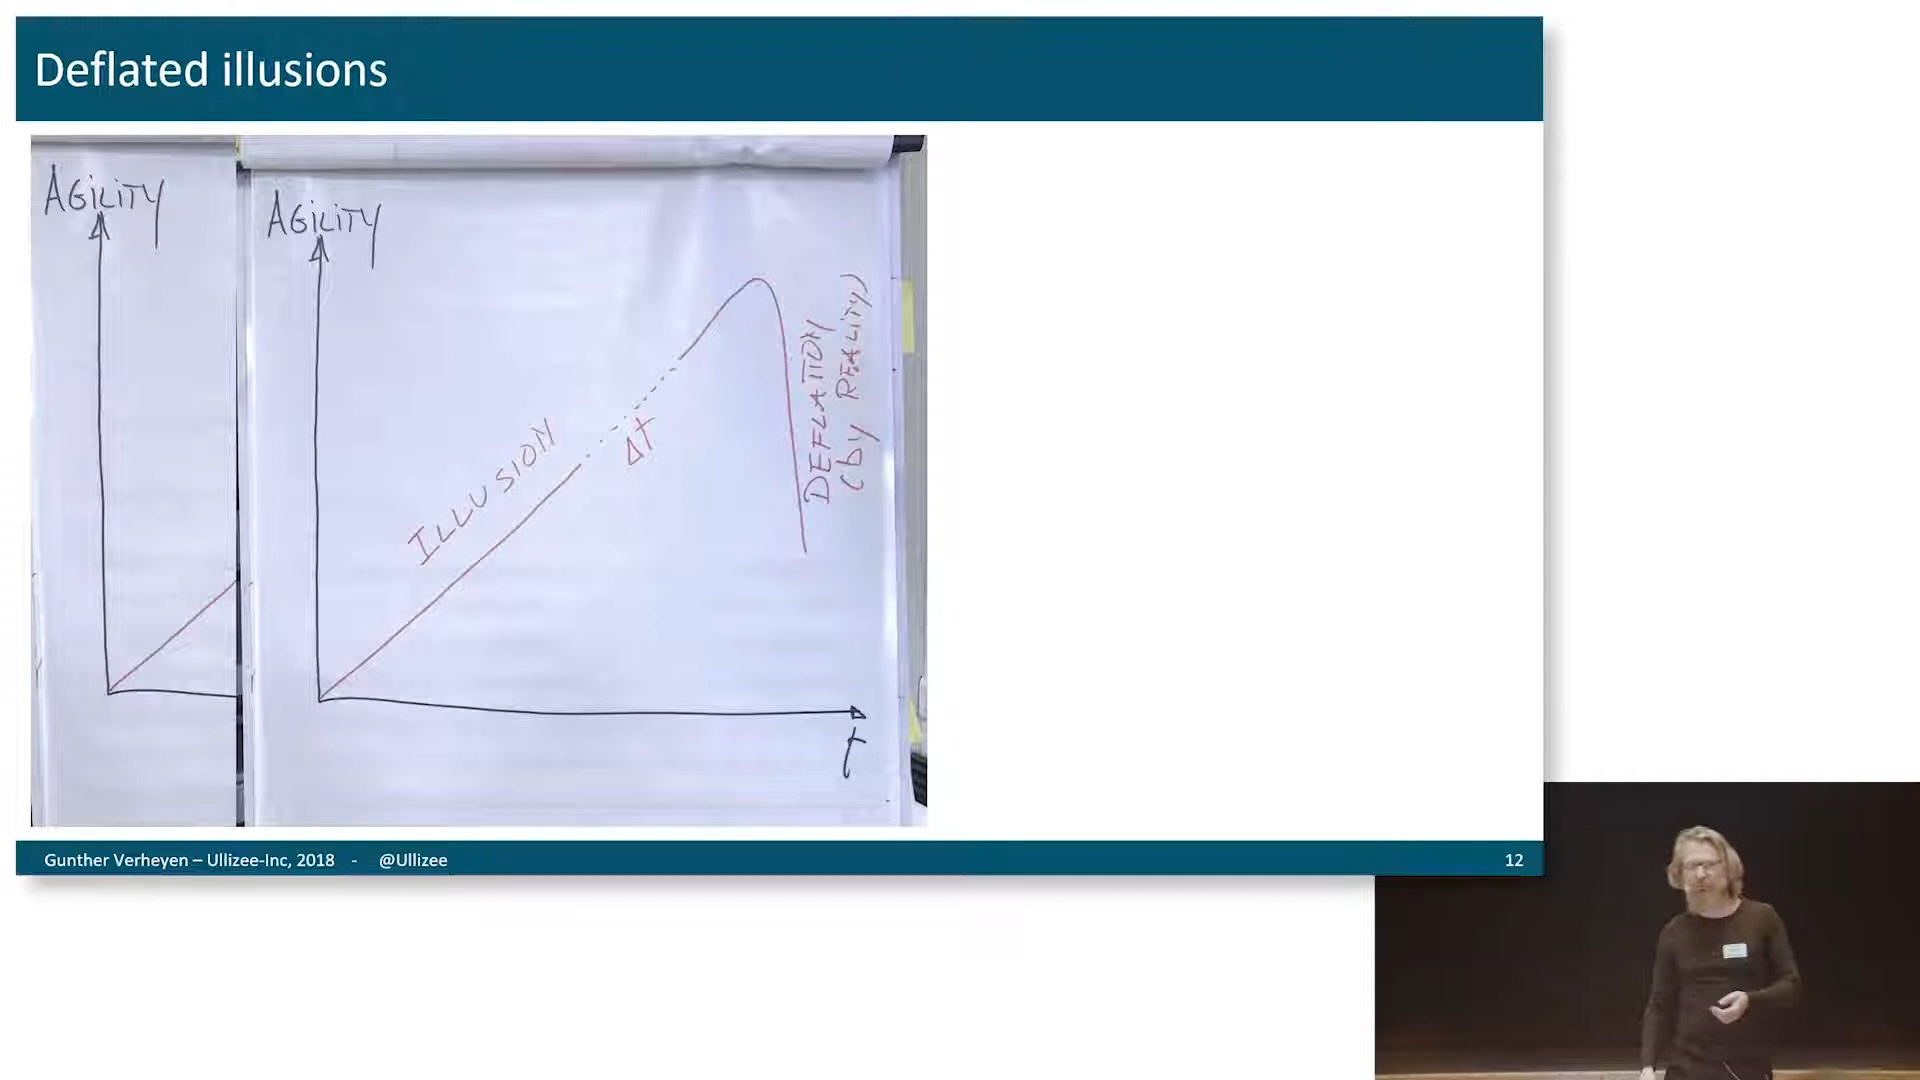 Deflated illusions
AGiLiTY
AGiLiTY
ILLUSION
Δt
DEFLATION
(by REALiTy)
t
Gunther Verheyen – Ullizee-Inc, 2018 - @Ullizee
12